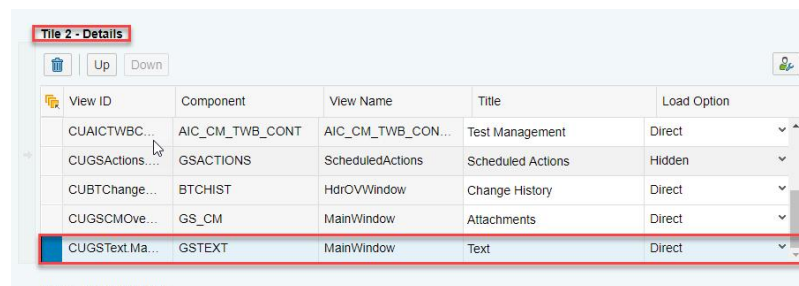 Tile 2 - Details
Up Down
View ID Component View Name Title Load Option
CUAICTWBC... AIC_CM_TWB_CONT AIC_CM_TWB_CON... Test Management Direct
CUGSActions.... GSACTIONS ScheduledActions Scheduled Actions Hidden
CUBTChange... BTCHIST HdrOVWindow Change History Direct
CUGSCMOve... GS_CM MainWindow Attachments Direct
CUGSText.Ma... GSTEXT MainWindow Text Direct